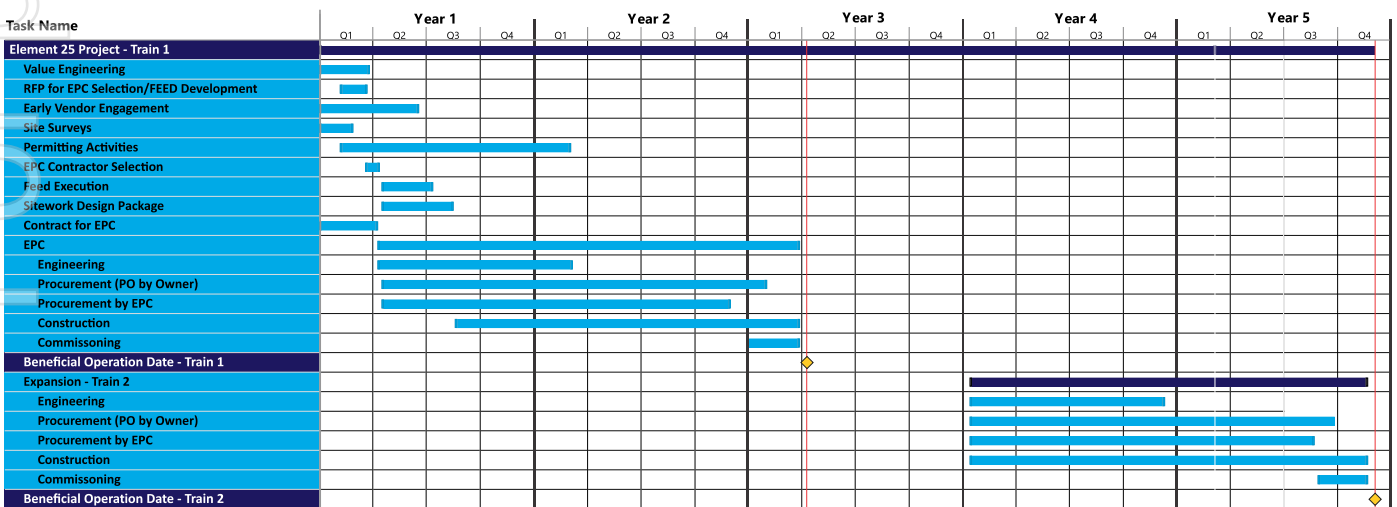 Year 1 Year 2 Year 3 Year 4 Year 5
Task Name
Q1 Q2 Q3 Q4 Q1 Q2 Q3 Q4 Q1 Q2 Q3 Q4 Q1 Q2 Q3 Q4 Q1 Q2 Q3 Q4
Element 25 Project - Train 1
Value Engineering
RFP for EPC Selection/FEED Development
Early Vendor Engagement
Site Surveys
Permitting Activities
EPC Contractor Selection
Feed Execution
Sitework Design Package
Contract for EPC
EPC
Engineering
Procurement (PO by Owner)
Procurement by EPC
Construction
Commissoning
Beneficial Operation Date - Train 1
Expansion - Train 2
Engineering
Procurement (PO by Owner)
Procurement by EPC
Construction
Commissoning
Beneficial Operation Date - Train 2